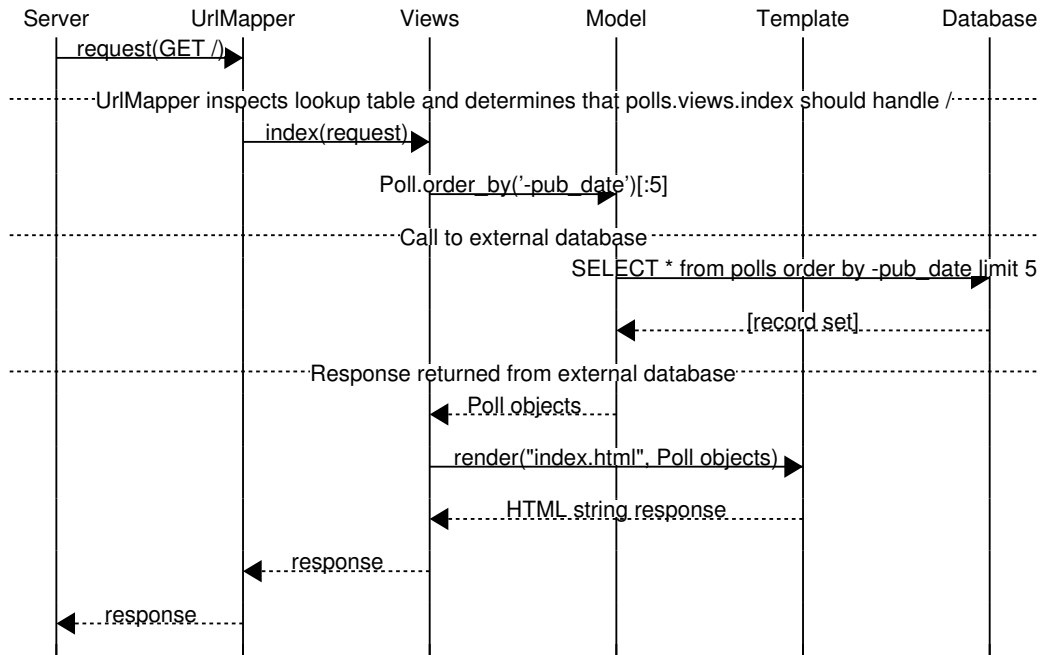 Server UrlMapper Views Model Template Database
request(GET /)
UrlMapper inspects lookup table and determines that polls.views.index should handle /
index(request)
Poll.order_by('-pub_date')[:5]
Call to external database
SELECT * from polls order by -pub_date limit 5
[record set]
Response returned from external database
Poll objects
render("index.html", Poll objects)
HTML string response
response
response